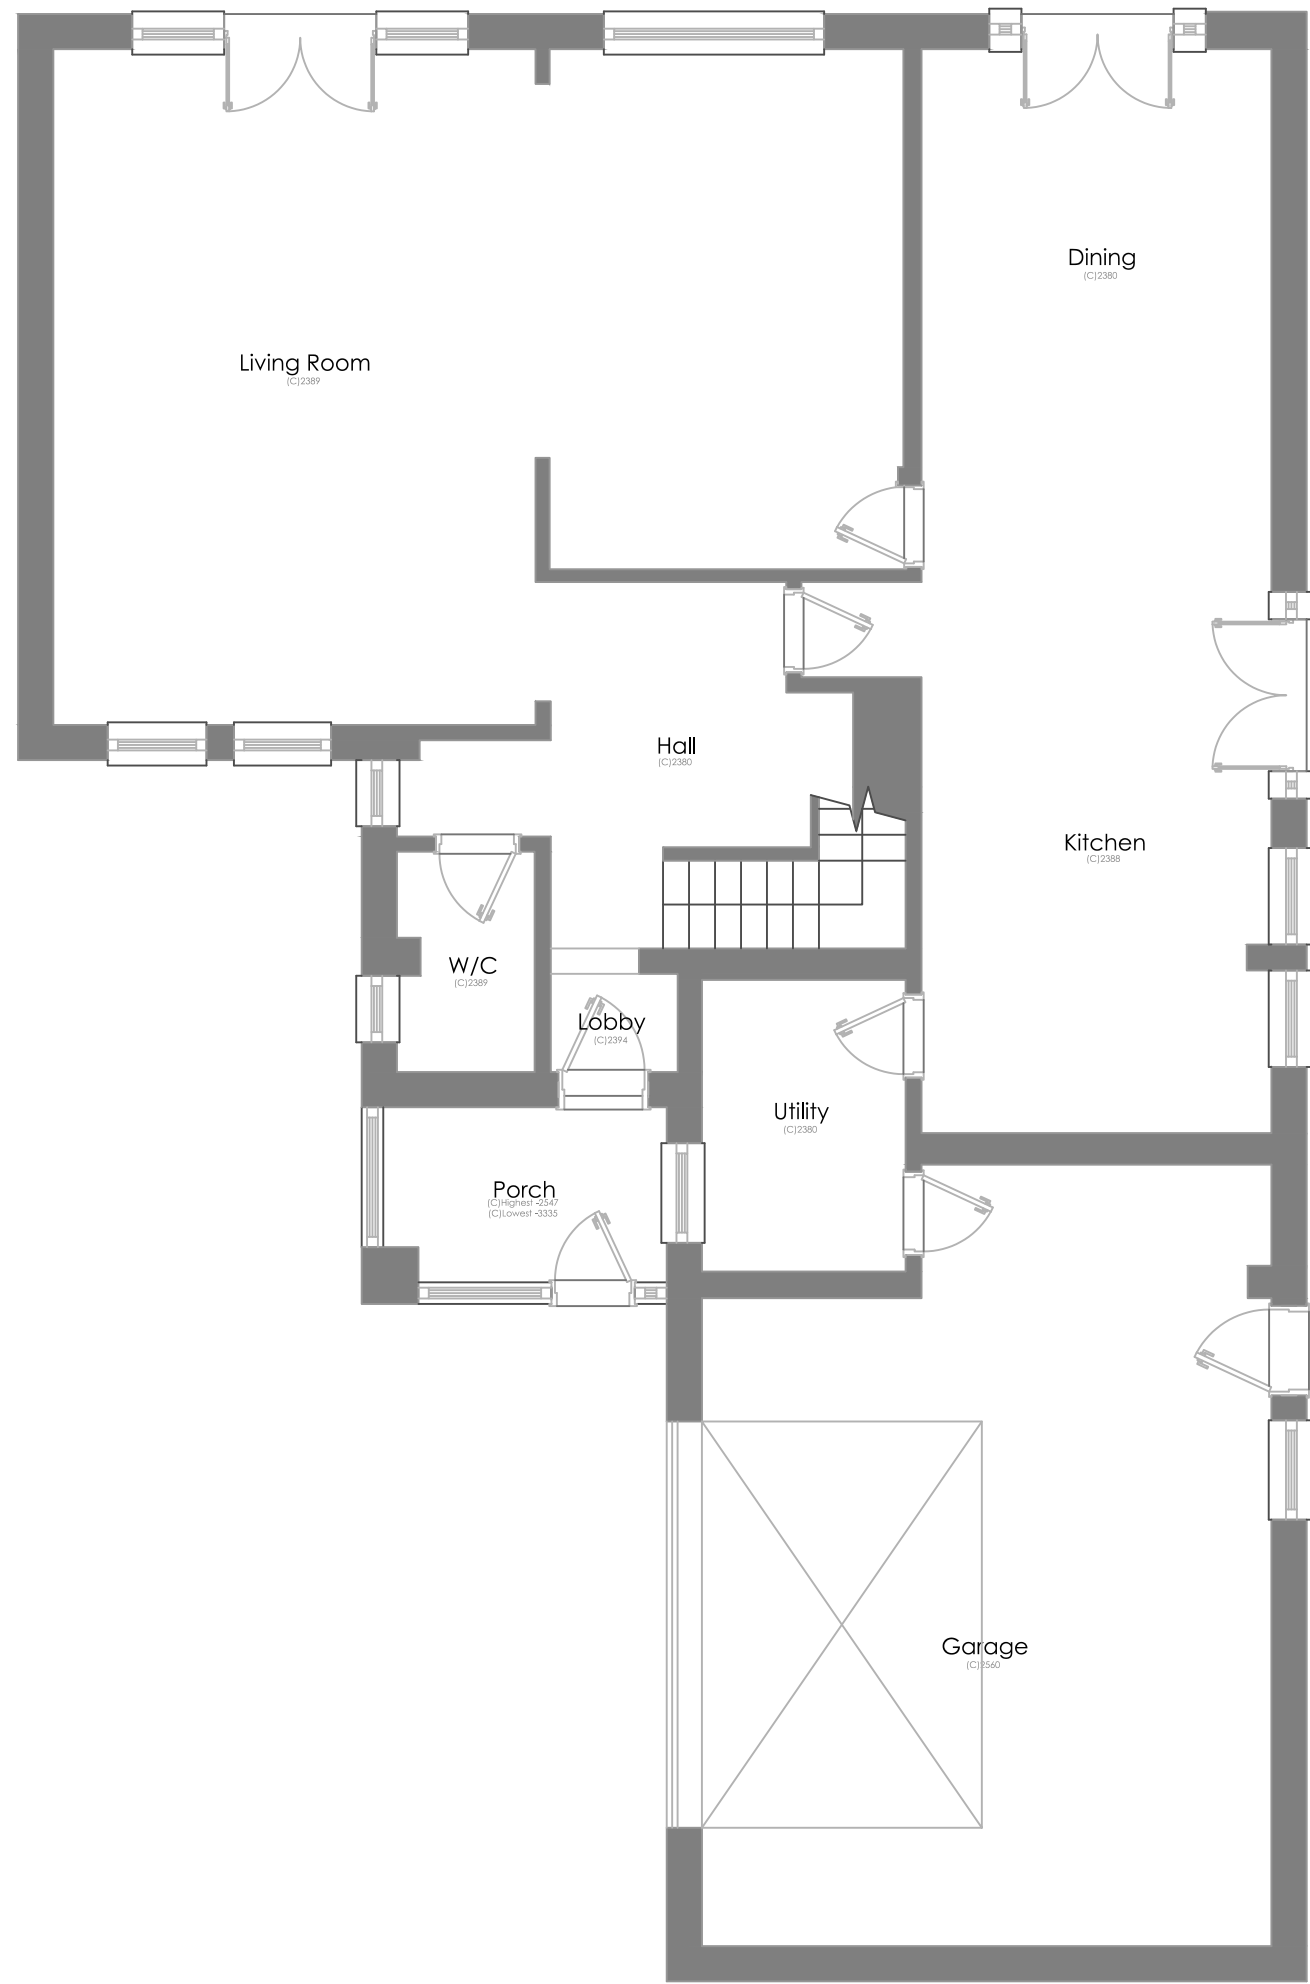 Dining
(C)2380
Living Room
(C)2389
Hall
(C)2380
Kitchen
(C)2388
W/C
(C)2389
Lobby
(C)2394
Utility
(C)2380
Porch
(C)Highest -2547
(C)Lowest -3335
Garage
(C)2560